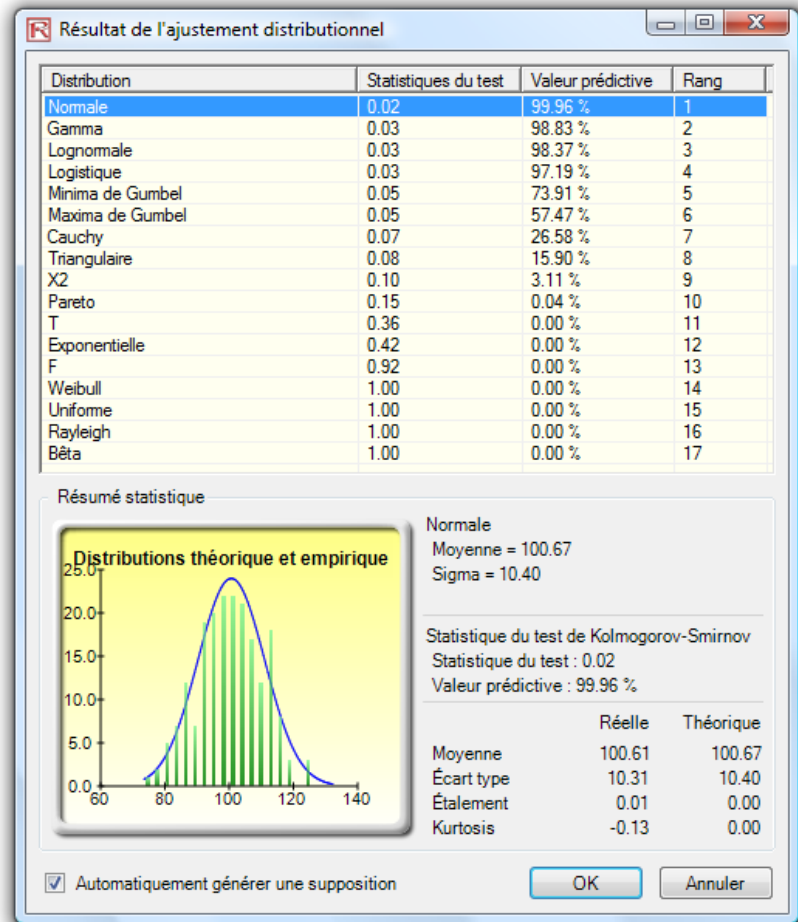 Résultat de l'ajustement distributionnel
Distribution Statistiques du test Valeur prédictive Rang
Normale 0.02 99.96 % 1
Gamma 0.03 98.83 % 2
Lognormale 0.03 98.37 % 3
Logistique 0.03 97.19 % 4
Minima de Gumbel 0.05 73.91 % 5
Maxima de Gumbel 0.05 57.47 % 6
Cauchy 0.07 26.58 % 7
Triangulaire 0.08 15.90 % 8
X2 0.10 3.11 % 9
Pareto 0.15 0.04 % 10
T 0.36 0.00 % 11
Exponentielle 0.42 0.00 % 12
F 0.92 0.00 % 13
Weibull 1.00 0.00 % 14
Uniforme 1.00 0.00 % 15
Rayleigh 1.00 0.00 % 16
Bêta 1.00 0.00 % 17
Résumé statistique
Distributions théorique et empirique
25.0
20.0
15.0
10.0
5.0
0.0
60 80 100 120 140
Normale
Moyenne = 100.67
Sigma = 10.40
Statistique du test de Kolmogorov-Smirnov
Statistique du test : 0.02
Valeur prédictive : 99.96 %
Réelle Théorique
Moyenne 100.61 100.67
Écart type 10.31 10.40
Étalement 0.01 0.00
Kurtosis -0.13 0.00
Automatiquement générer une supposition
OK
Annuler